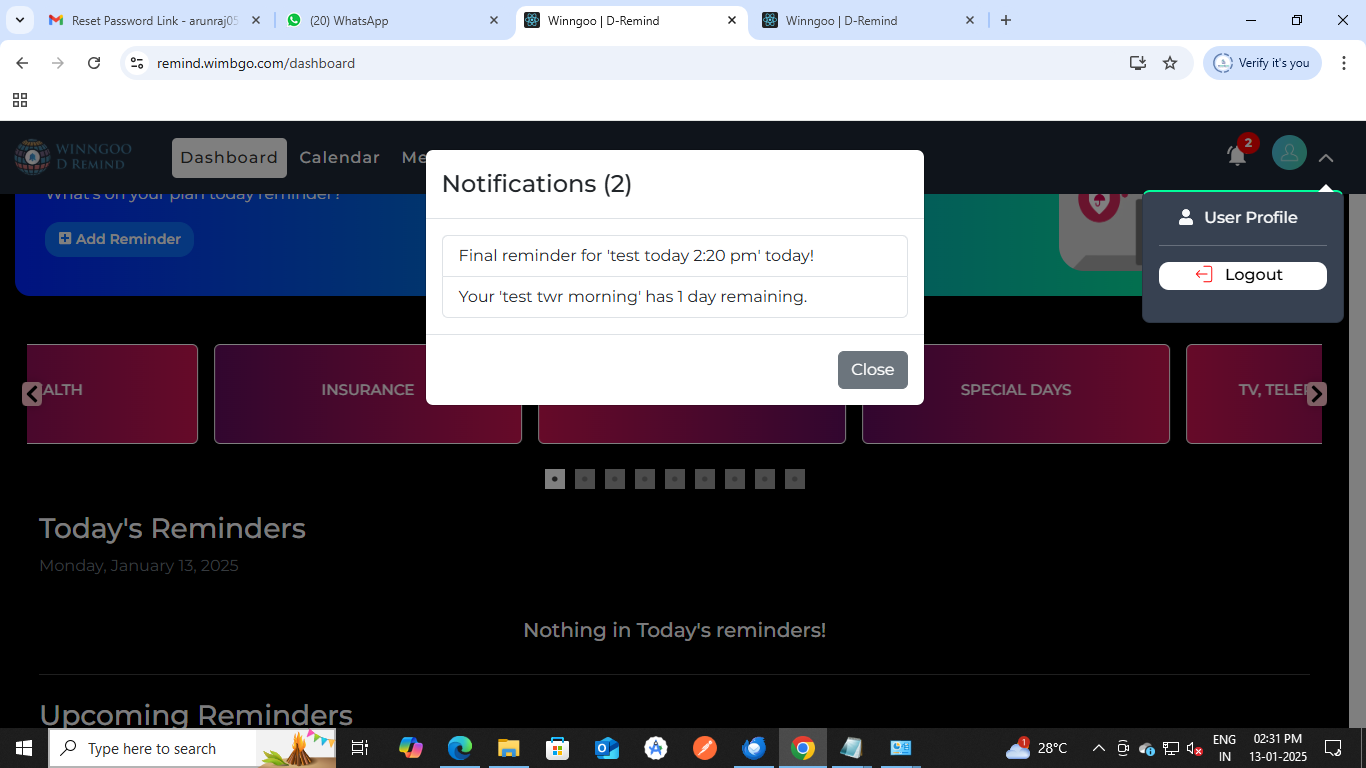 Reset Password Link - arunraj05
(20) WhatsApp
Winngoo | D-Remind
Winngoo | D-Remind
remind.wimbgo.com/dashboard
Verify it's you
WINNGOO
D REMIND
Dashboard
Calendar
Me
2
What's on your plan today reminder?
Add Reminder
Notifications (2)
Final reminder for 'test today 2:20 pm' today!
Your 'test twr morning' has 1 day remaining.
Close
User Profile
Logout
ALTH
INSURANCE
SPECIAL DAYS
TV, TELE
Today's Reminders
Monday, January 13, 2025
Nothing in Today's reminders!
Upcoming Reminders
Type here to search
1
28°C
ENG
IN
02:31 PM
13-01-2025